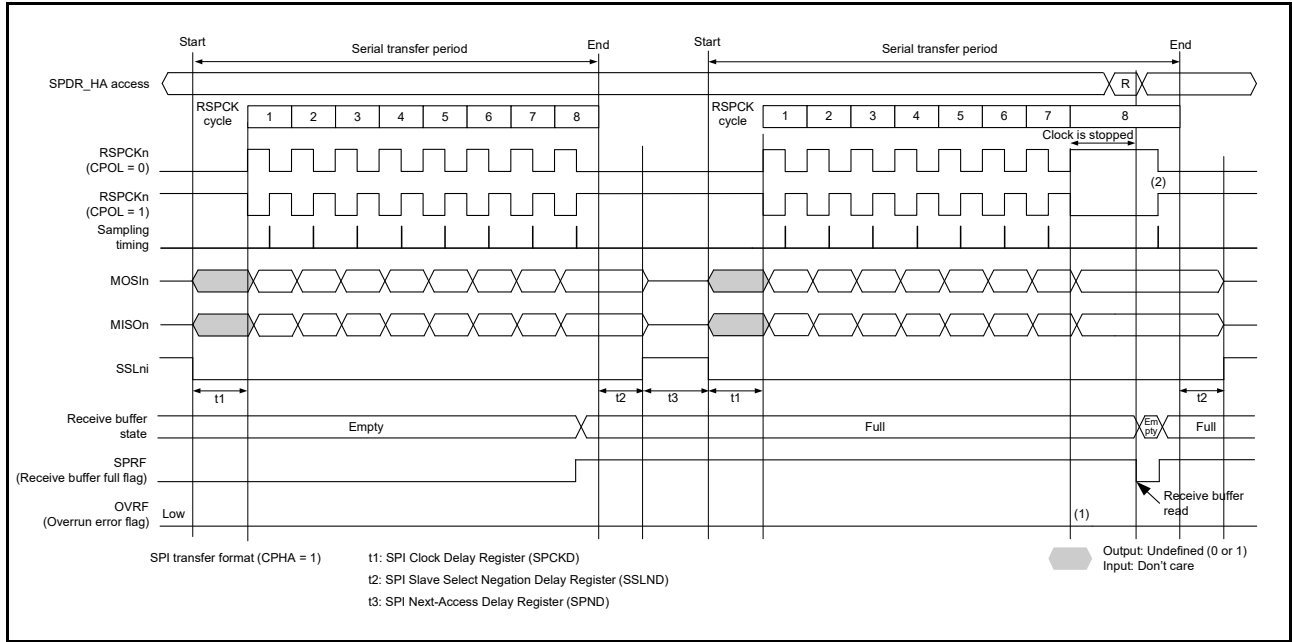 Start
Serial transfer period
End
Start
Serial transfer period
End
SPDR_HA access
R
RSPCK
cycle
1 2 3 4 5 6 7 8
RSPCK
cycle
1 2 3 4 5 6 7 8
Clock is stopped
RSPCKn
(CPOL = 0)
(2)
RSPCKn
(CPOL = 1)
Sampling
timing
MOSIn
MISOn
SSLni
t1
t2
t3
t1
t2
Receive buffer
state
Empty
Full
Em
pty
Full
SPRF
(Receive buffer full flag)
Receive buffer
read
OVRF
(Overrun error flag)
Low
(1)
SPI transfer format (CPHA = 1)
t1: SPI Clock Delay Register (SPCKD)
t2: SPI Slave Select Negation Delay Register (SSLND)
t3: SPI Next-Access Delay Register (SPND)
Output: Undefined (0 or 1)
Input: Don't care